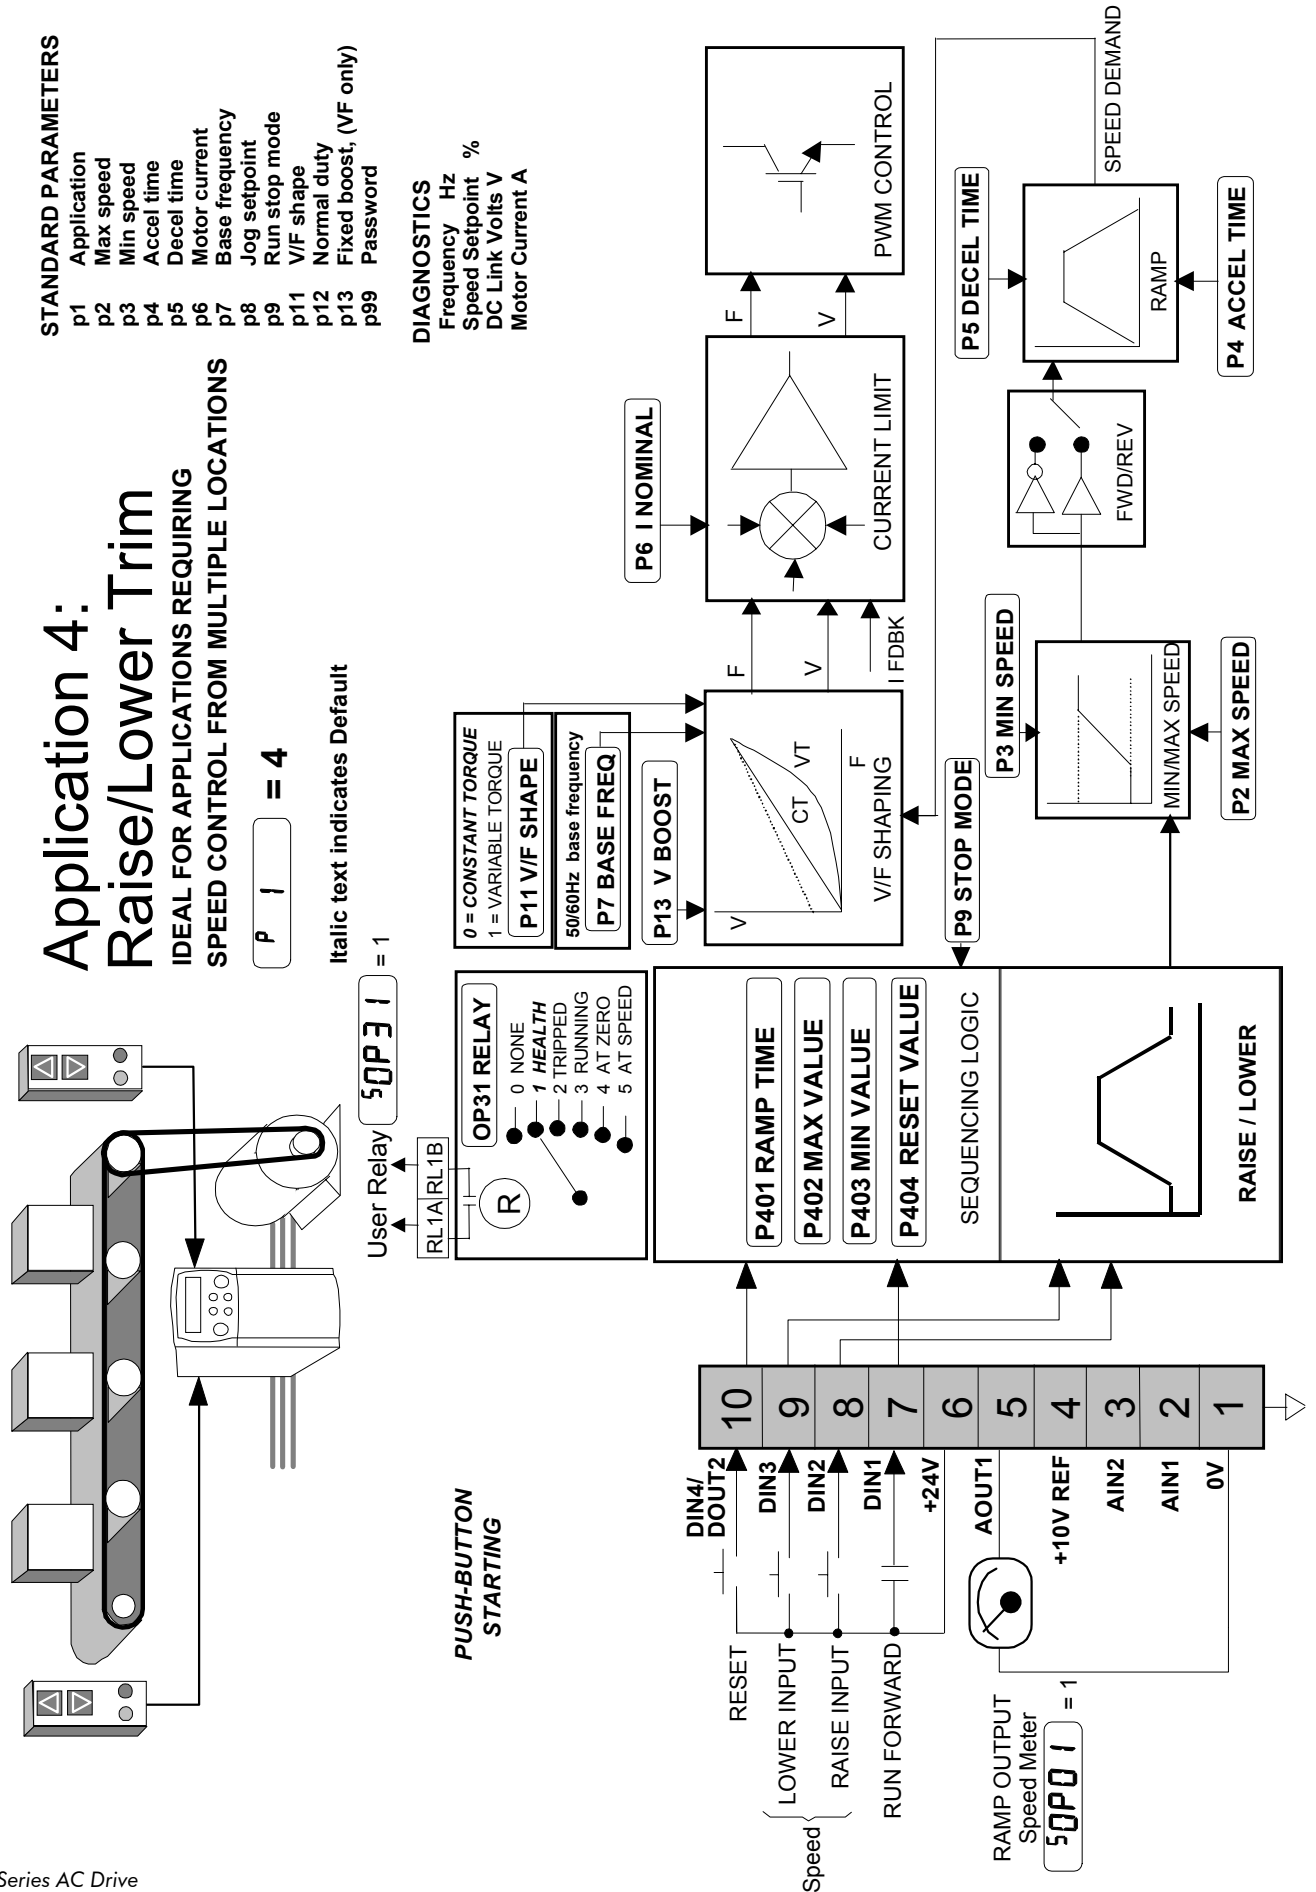 Application 4:
Raise/Lower Trim
IDEAL FOR APPLICATIONS REQUIRING
SPEED CONTROL FROM MULTIPLE LOCATIONS
P 1 = 4
Italic text indicates Default
STANDARD PARAMETERS
p1 Application
p2 Max speed
p3 Min speed
p4 Accel time
p5 Decel time
p6 Motor current
p7 Base frequency
p8 Jog setpoint
p9 Run stop mode
p11 V/F shape
p12 Normal duty
p13 Fixed boost, (VF only)
p99 Password
DIAGNOSTICS
Frequency Hz
Speed Setpoint %
DC Link Volts V
Motor Current A
PUSH-BUTTON
STARTING
User Relay
SOP31 = 1
RL1A RL1B
R
OP31 RELAY
0 NONE
1 HEALTH
2 TRIPPED
3 RUNNING
4 AT ZERO
5 AT SPEED
0 = CONSTANT TORQUE
1 = VARIABLE TORQUE
P11 V/F SHAPE
50/60Hz base frequency
P7 BASE FREQ
P13 V BOOST
V
CT
VT
F
V/F SHAPING
F
V
I FDBK
P6 I NOMINAL
CURRENT LIMIT
F
V
PWM CONTROL
RESET
LOWER INPUT
RAISE INPUT
Speed
RUN FORWARD
RAMP OUTPUT
Speed Meter
SOP01 = 1
DIN4/
DOUT2
DIN3
DIN2
DIN1
+24V
AOUT1
+10V REF
AIN2
AIN1
0V
10
9
8
7
6
5
4
3
2
1
P401 RAMP TIME
P402 MAX VALUE
P403 MIN VALUE
P404 RESET VALUE
SEQUENCING LOGIC
RAISE / LOWER
P9 STOP MODE
P3 MIN SPEED
MIN/MAX SPEED
P2 MAX SPEED
FWD/REV
P5 DECEL TIME
RAMP
P4 ACCEL TIME
SPEED DEMAND
Series AC Drive